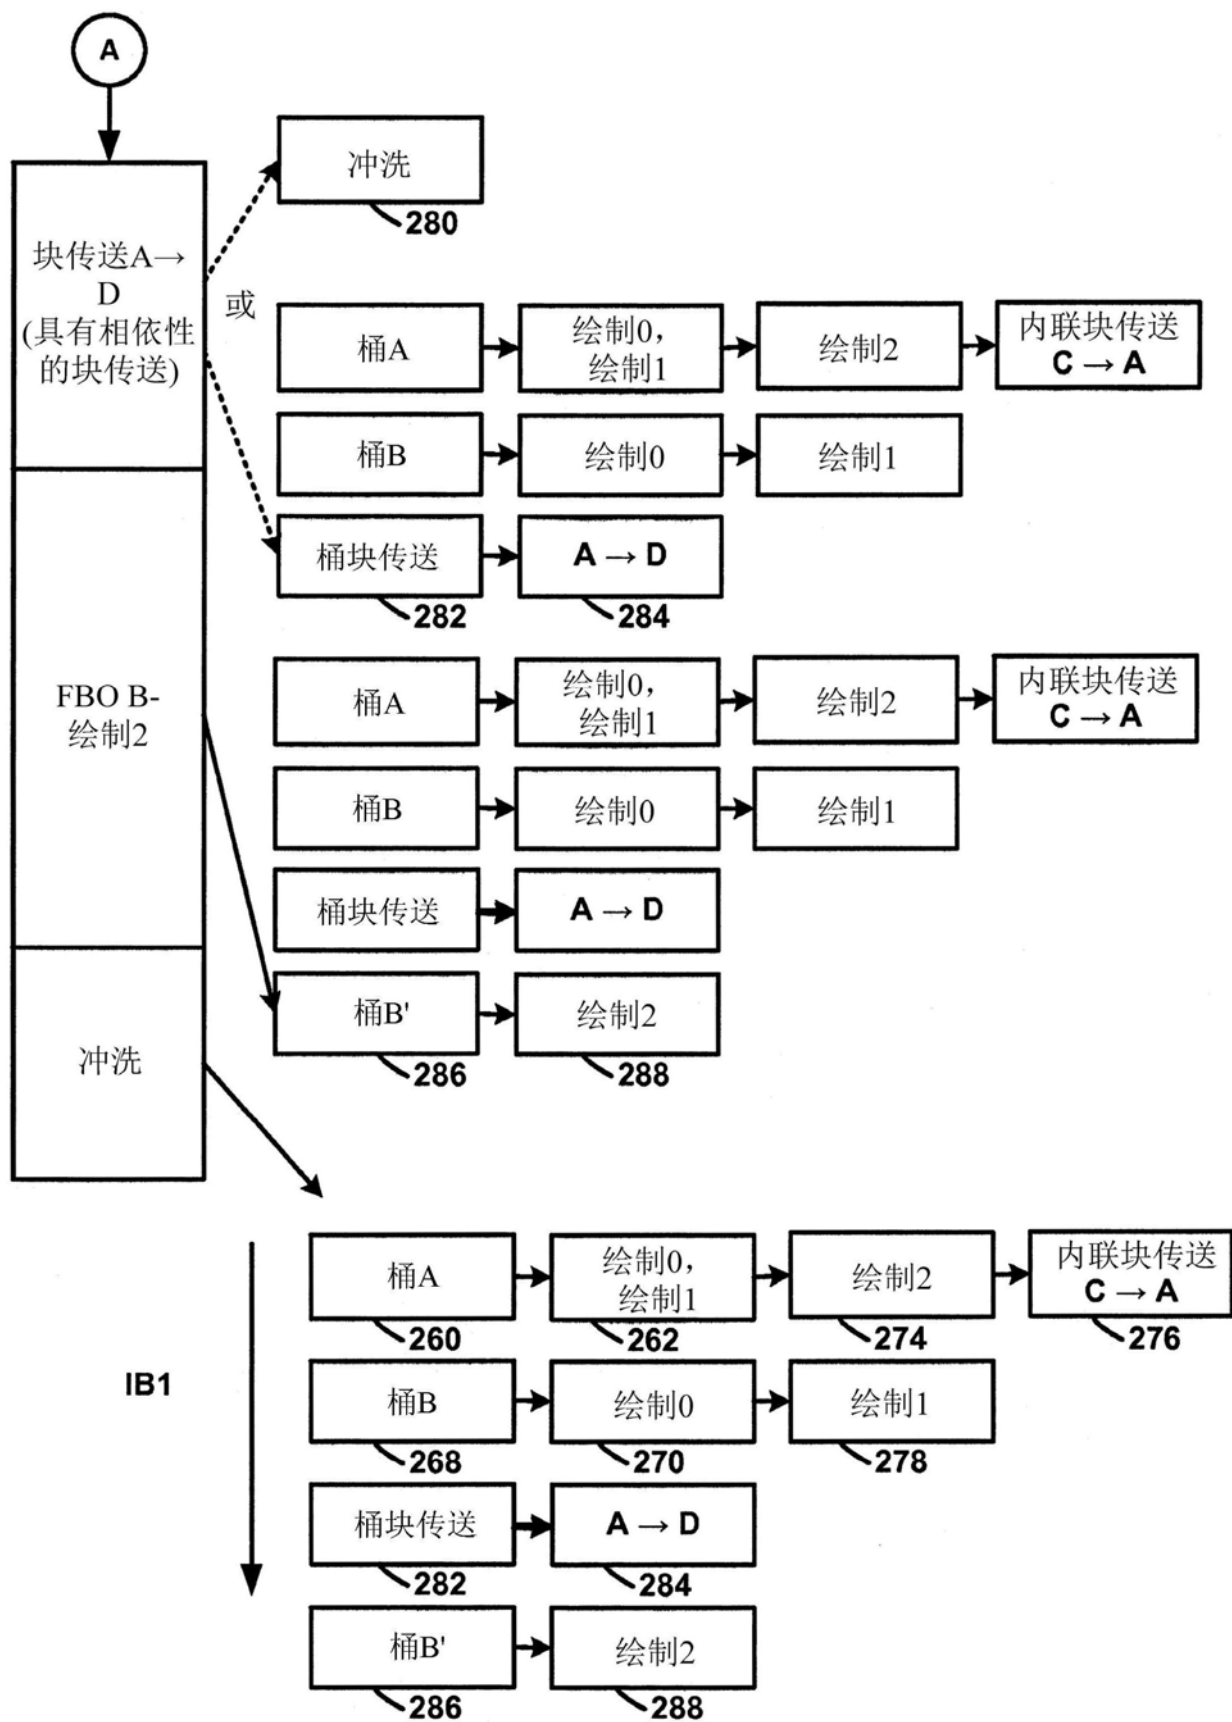 A
冲洗
280
块传送A→
D
(具有相依性
的块传送)
或
桶A
绘制0，
绘制1
绘制2
内联块传送
C → A
桶B
绘制0
绘制1
桶块传送
A → D
282
284
FBO B-
绘制2
桶A
绘制0，
绘制1
绘制2
内联块传送
C → A
桶B
绘制0
绘制1
桶块传送
A → D
桶B'
绘制2
286
288
冲洗
IB1
桶A
绘制0，
绘制1
绘制2
内联块传送
C → A
260
262
274
276
桶B
绘制0
绘制1
268
270
278
桶块传送
A → D
282
284
桶B'
绘制2
286
288